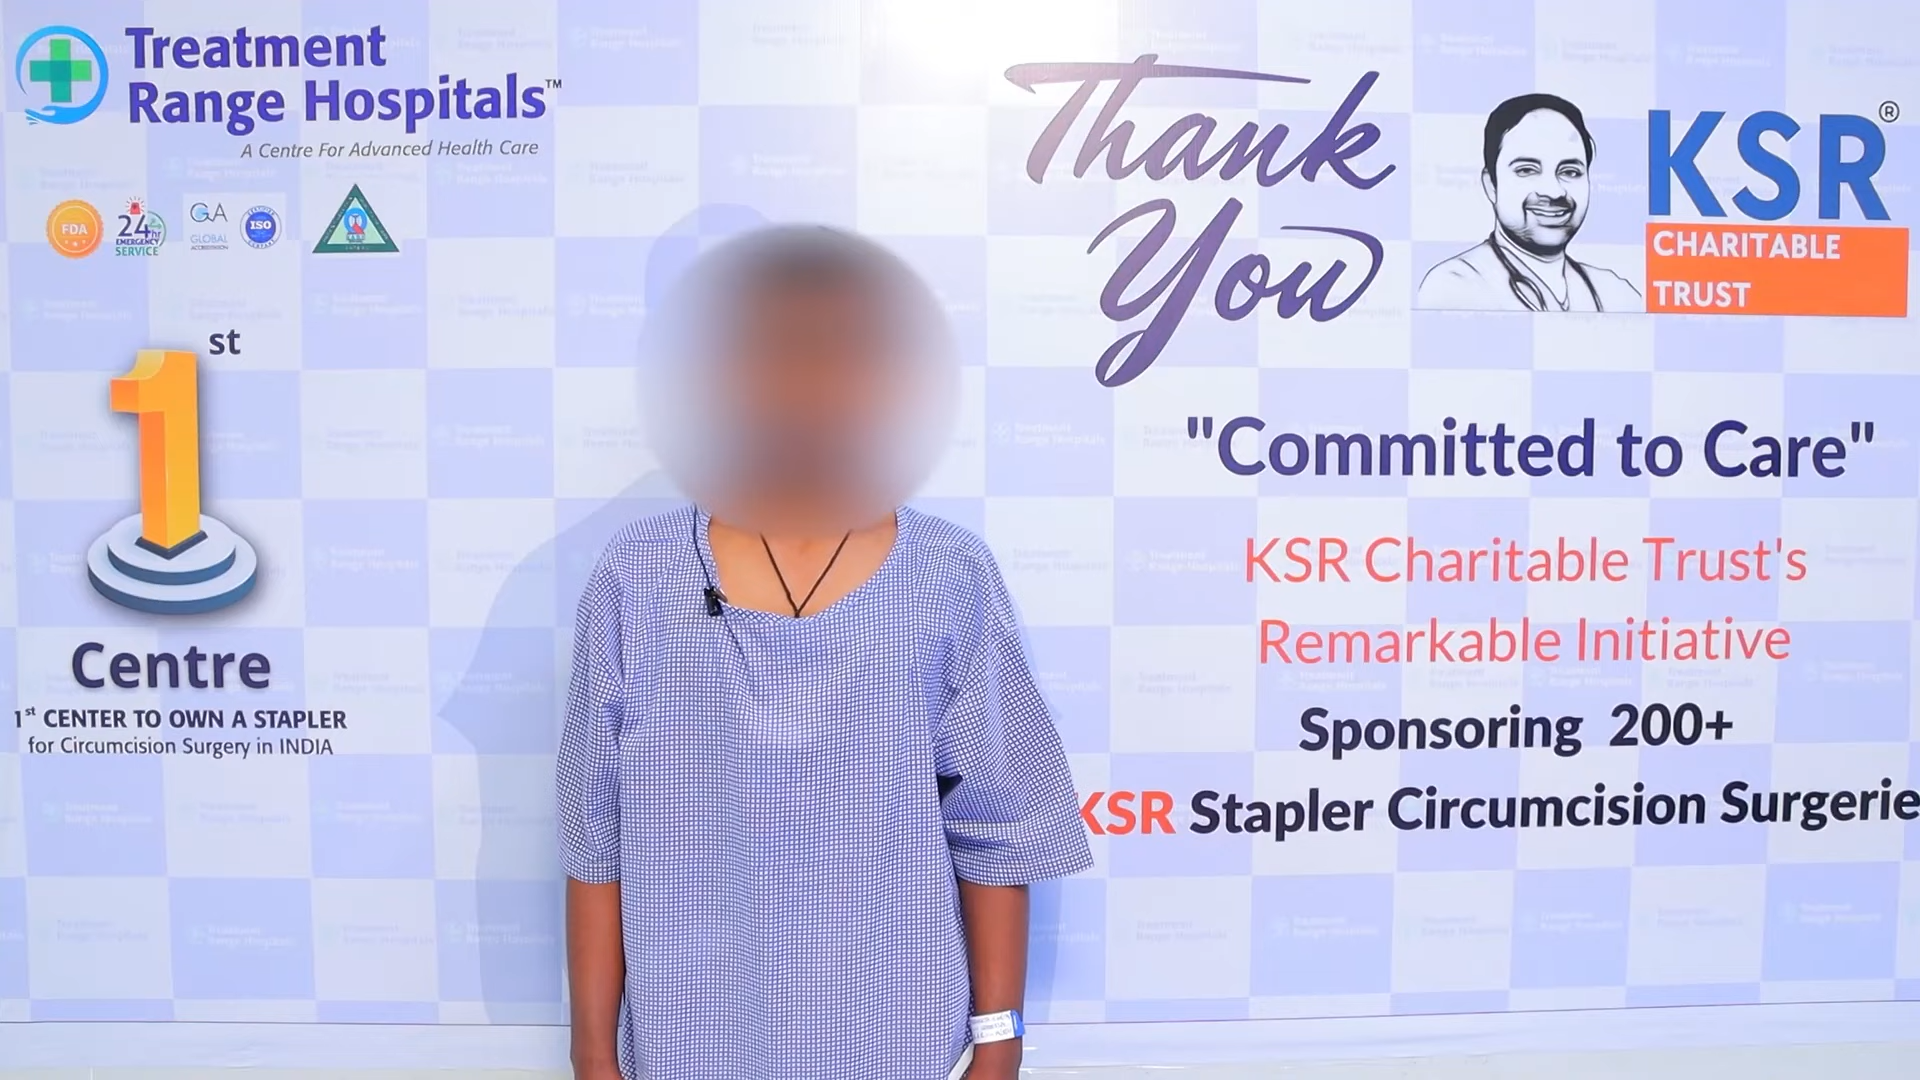 Treatment
Range Hospitals™
A Centre For Advanced Health Care
FDA
24hr
EMERGENCY
SERVICE
GA
GLOBAL
ISO
1st
Centre
1st CENTER TO OWN A STAPLER
for Circumcision Surgery in INDIA
Thank
You
KSR®
CHARITABLE
TRUST
"Committed to Care"
KSR Charitable Trust's
Remarkable Initiative
Sponsoring 200+
KSR Stapler Circumcision Surgerie